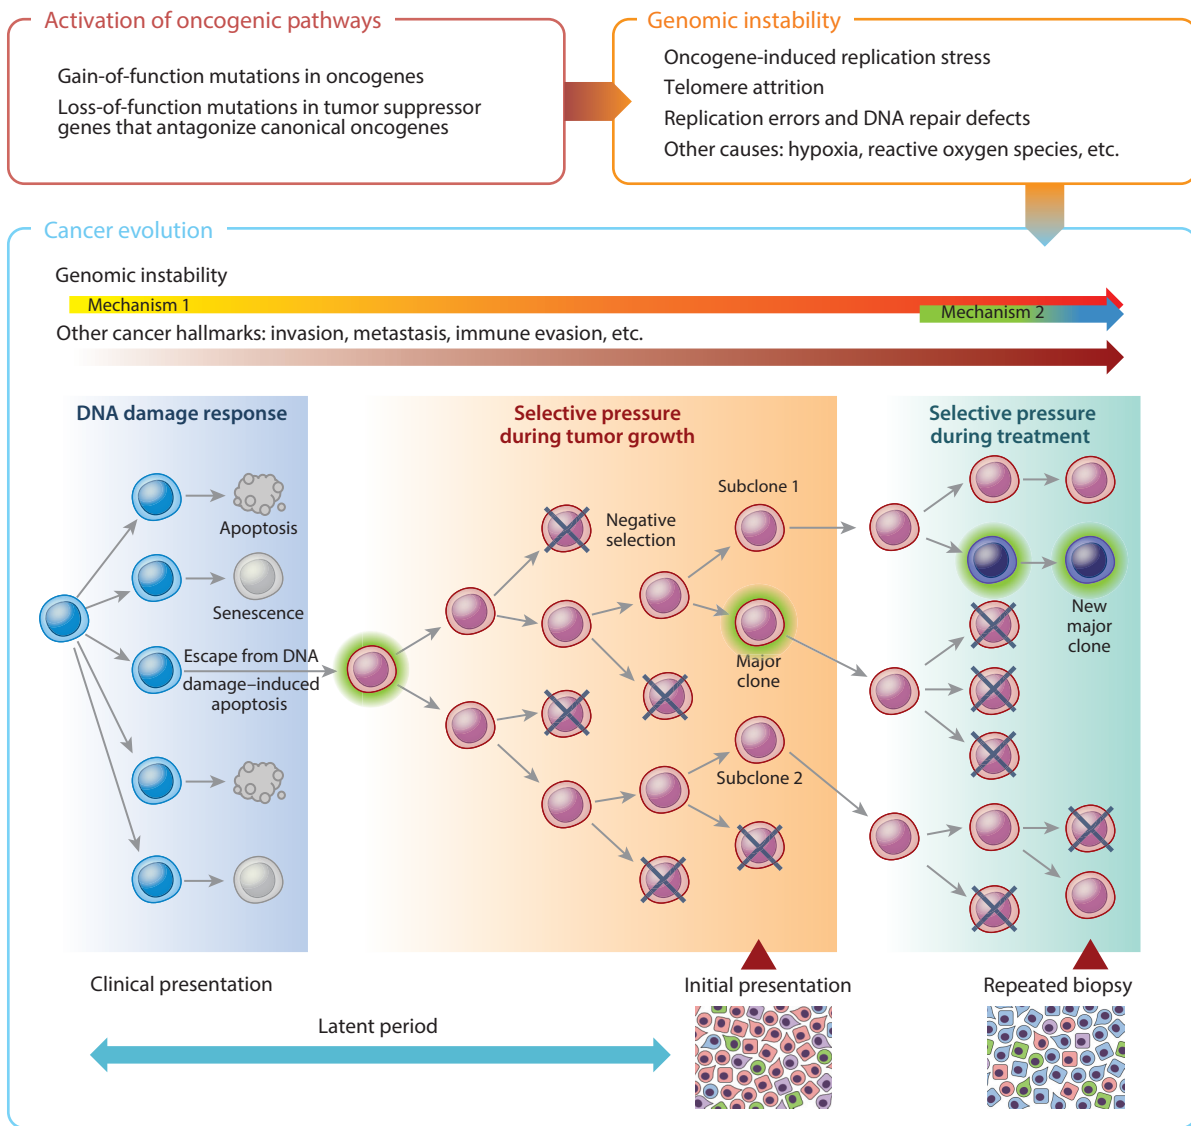 Activation of oncogenic pathways
Gain-of-function mutations in oncogenes
Loss-of-function mutations in tumor suppressor
genes that antagonize canonical oncogenes
Genomic instability
Oncogene-induced replication stress
Telomere attrition
Replication errors and DNA repair defects
Other causes: hypoxia, reactive oxygen species, etc.
Cancer evolution
Genomic instability
Mechanism 1
Mechanism 2
Other cancer hallmarks: invasion, metastasis, immune evasion, etc.
DNA damage response
Apoptosis
Senescence
Escape from DNA
damage–induced
apoptosis
Selective pressure
during tumor growth
Negative
selection
Subclone 1
Major
clone
Subclone 2
Selective pressure
during treatment
New
major
clone
Clinical presentation
Initial presentation
Repeated biopsy
Latent period